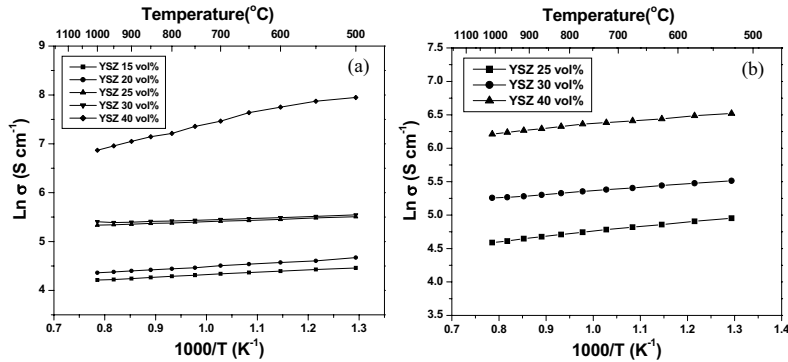 Temperature(°C)
1100 1000 900 800 700 600 500
9
8
7
6
5
4
Ln σ (S cm⁻¹)
YSZ 15 vol%
YSZ 20 vol%
YSZ 25 vol%
YSZ 30 vol%
YSZ 40 vol%
(a)
0.7 0.8 0.9 1.0 1.1 1.2 1.3
1000/T (K⁻¹)
Temperature(°C)
1100 1000 900 800 700 600 500
7.5
7.0
6.5
6.0
5.5
5.0
4.5
4.0
3.5
Ln σ (S cm⁻¹)
YSZ 25 vol%
YSZ 30 vol%
YSZ 40 vol%
(b)
0.7 0.8 0.9 1.0 1.1 1.2 1.3 1.4
1000/T (K⁻¹)